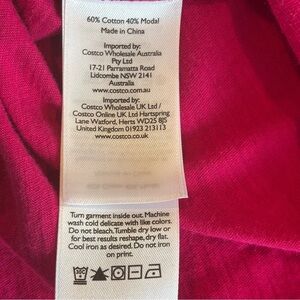 60% Cotton 40% Modal
Made in China
Imported by:
Costco Wholesale Australia
Pty Ltd
17-21 Parramatta Road
Lidcombe NSW 2141
Australia
www.costco.com.au
Imported by:
Costco Wholesale UK Ltd /
Costco Online UK Ltd Hartspring
Lane Watford, Herts WD25 8JS
United Kingdom 01923 213113
www.costco.co.uk
Turn garment inside out. Machine
wash cold delicate with like colors.
Do not bleach. Tumble dry low or
for best results reshape, dry flat.
Cool iron on reverse. Do not iron
on print.